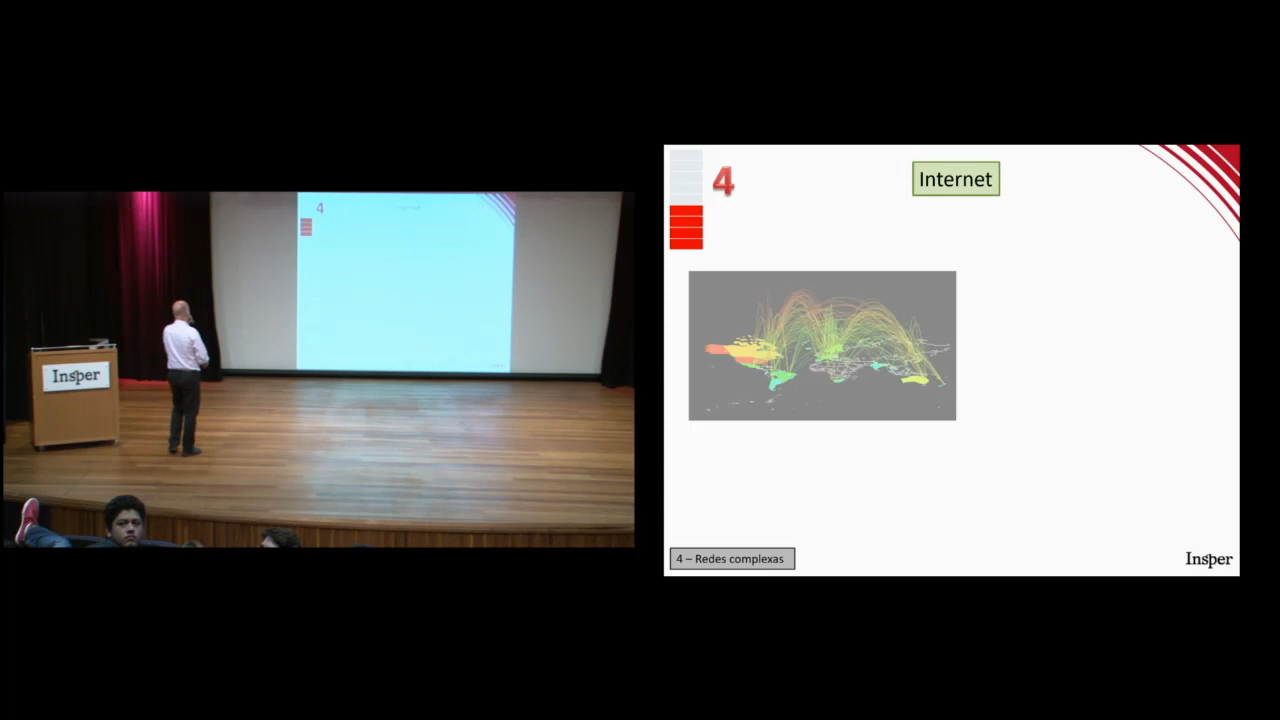 4
Insper
4
Internet
4 – Redes complexas
Insper